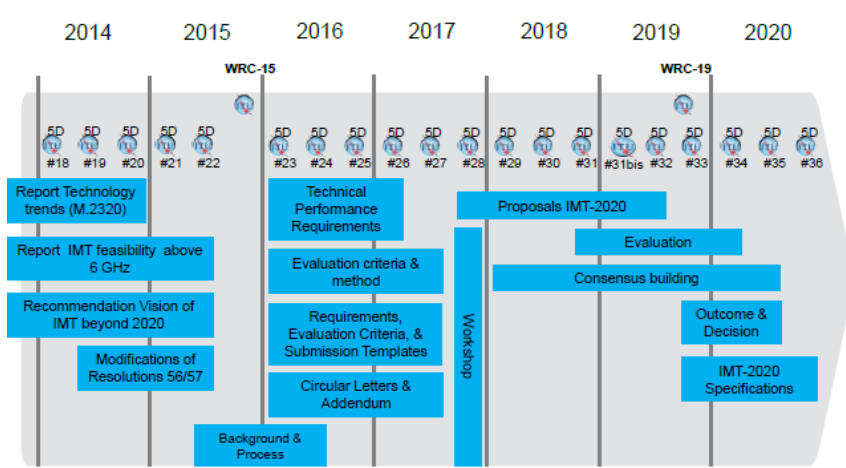 2014 2015 2016 2017 2018 2019 2020
WRC-15 WRC-19
5D 5D 5D 5D 5D 5D 5D 5D 5D 5D 5D 5D 5D 5D 5D 5D 5D 5D 5D 5D
#18 #19 #20 #21 #22 #23 #24 #25 #26 #27 #28 #29 #30 #31 #31bis #32 #33 #34 #35 #36
Report Technology
trends (M.2320)
Report IMT feasibility above
6 GHz
Recommendation Vision of
IMT beyond 2020
Modifications of
Resolutions 56/57
Background &
Process
Technical
Performance
Requirements
Evaluation criteria &
method
Requirements,
Evaluation Criteria, &
Submission Templates
Circular Letters &
Addendum
Workshop
Proposals IMT-2020
Evaluation
Consensus building
Outcome &
Decision
IMT-2020
Specifications